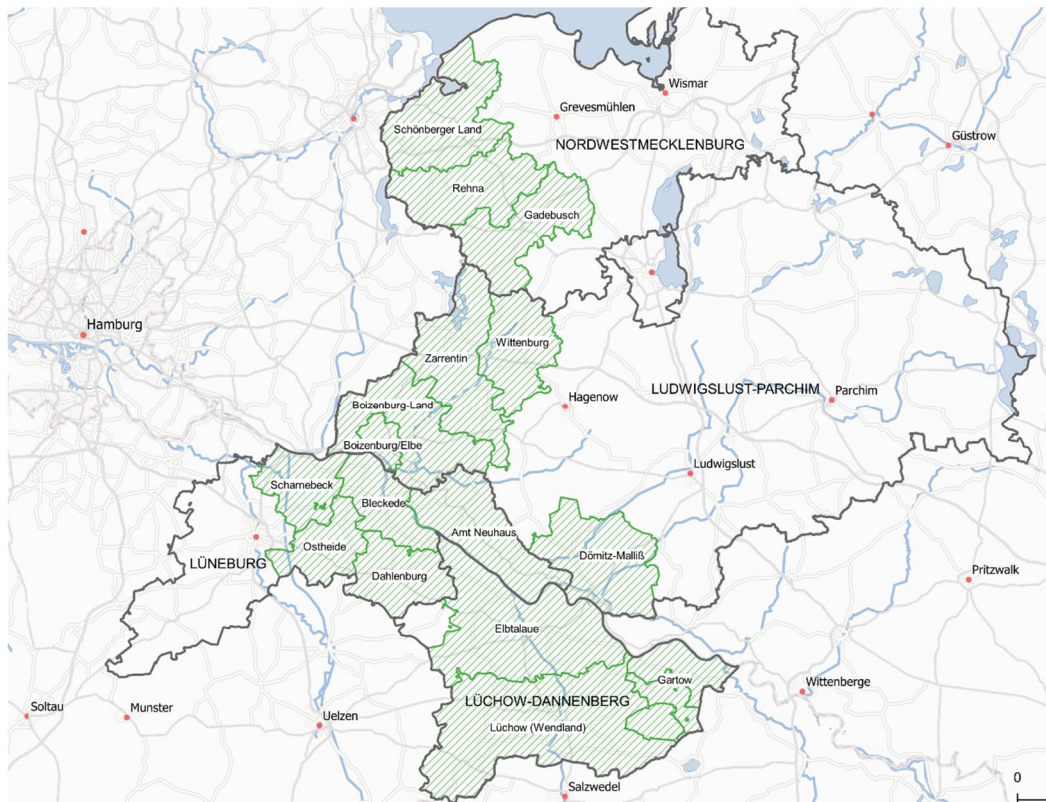 Wismar
Grevesmühlen
Schönberger Land
NORDWESTMECKLENBURG
Güstrow
Rehna
Gadebusch
Hamburg
Wittenburg
Zarrentin
LUDWIGSLUST-PARCHIM
Parchim
Boizenburg-Land
Hagenow
Boizenburg/Elbe
Ludwigslust
Scharnebeck
Bleckede
Amt Neuhaus
Ostheide
Dömitz-Malliß
LÜNEBURG
Dahlenburg
Pritzwalk
Elbtalaue
Gartow
Wittenberge
LÜCHOW-DANNENBERG
Soltau
Munster
Uelzen
Lüchow (Wendland)
0
Salzwedel